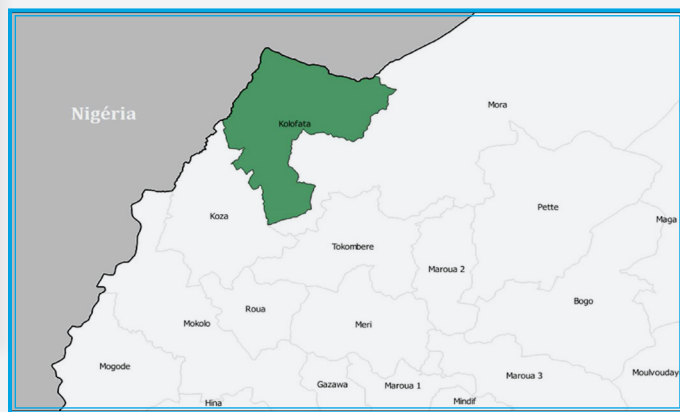 Nigéria
Mora
Kolofata
Pette
Koza
Maga
Tokombere
Maroua 2
Bogo
Roua
Mokolo
Meri
Mogode
Moulvouday
Maroua 3
Gazawa
Maroua 1
Hina
Mindif